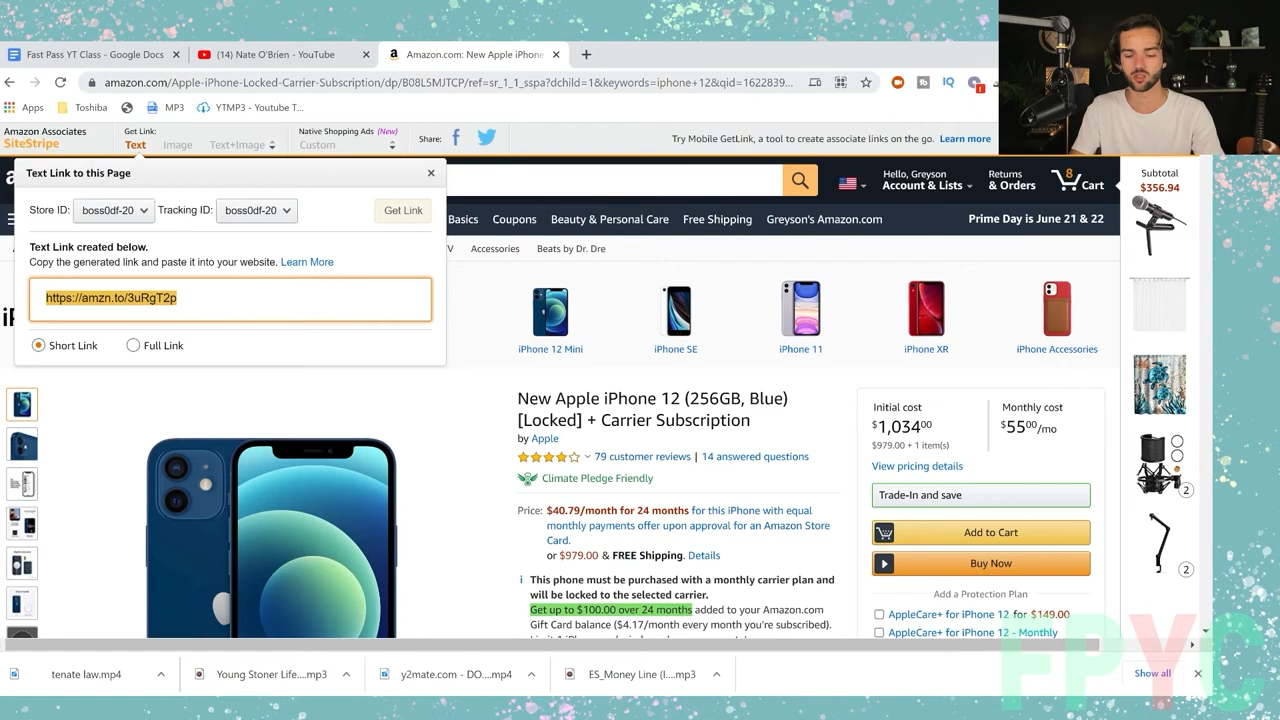 Fast Pass YT Class - Google Docs
(14) Nate O'Brien - YouTube
Amazon.com: New Apple iPhone
amazon.com/Apple-iPhone-Locked-Carrier-Subscription/dp/B08L5PHTCP/ref=sr_1_1_sspa?dchild=1&keywords=iphone+12&qid=1622839...
Apps
Toshiba
MP3
YTMP3 - Youtube T...
Amazon Associates
SiteStripe
Get Link:
Text
Image
Text+Image
Native Shopping Ads (New)
Custom
Share:
Try Mobile GetLink, a tool to create associate links on the go. Learn more
Text Link to this Page
Store ID: boss0df-20 Tracking ID: boss0df-20 Get Link
Text Link created below.
Copy the generated link and paste it into your website. Learn More
https://amzn.to/3uRgT2p
Short Link Full Link
Hello, Greyson
Account & Lists
Returns
& Orders
8
Cart
Basics Coupons Beauty & Personal Care Free Shipping Greyson's Amazon.com
Prime Day is June 21 & 22
Accessories Beats by Dr. Dre
Subtotal
$356.94
2
2
iPhone 12 Mini
iPhone SE
iPhone 11
iPhone XR
iPhone Accessories
New Apple iPhone 12 (256GB, Blue)
[Locked] + Carrier Subscription
by Apple
79 customer reviews | 14 answered questions
Climate Pledge Friendly
Price: $40.79/month for 24 months for this iPhone with equal
monthly payments offer upon approval for an Amazon Store
Card.
or $979.00 & FREE Shipping. Details
This phone must be purchased with a monthly carrier plan and
will be locked to the selected carrier.
Get up to $100.00 over 24 months added to your Amazon.com
Gift Card balance ($4.17/month every month you're subscribed).
Initial cost
$1,034.00
$979.00 + 1 item(s)
Monthly cost
$55.00/mo
View pricing details
Trade-In and save
Add to Cart
Buy Now
Add a Protection Plan
AppleCare+ for iPhone 12 for $149.00
AppleCare+ for iPhone 12 - Monthly
FPYC
tenate law.mp4
Young Stoner Life....mp3
y2mate.com - DO....mp4
ES_Money Line (I....mp3
Show all